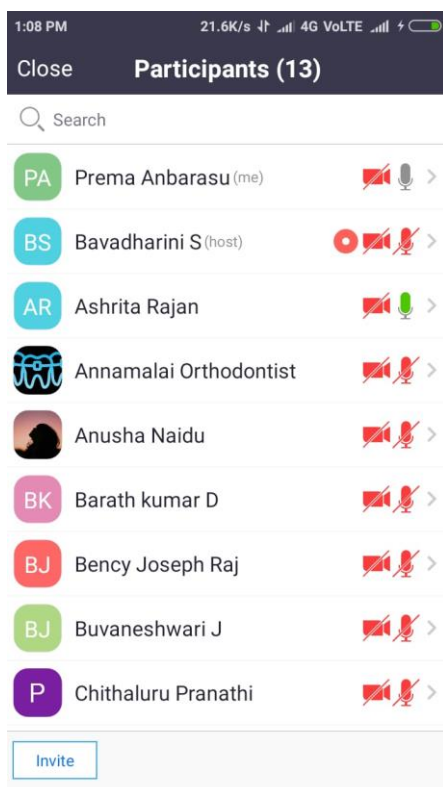 1:08 PM 21.6K/s 4G VoLTE
Close Participants (13)
Search
PA Prema Anbarasu (me)
BS Bavadharini S (host)
AR Ashrita Rajan
Annamalai Orthodontist
Anusha Naidu
BK Barath kumar D
BJ Bency Joseph Raj
BJ Buvaneshwari J
P Chithaluru Pranathi
Invite